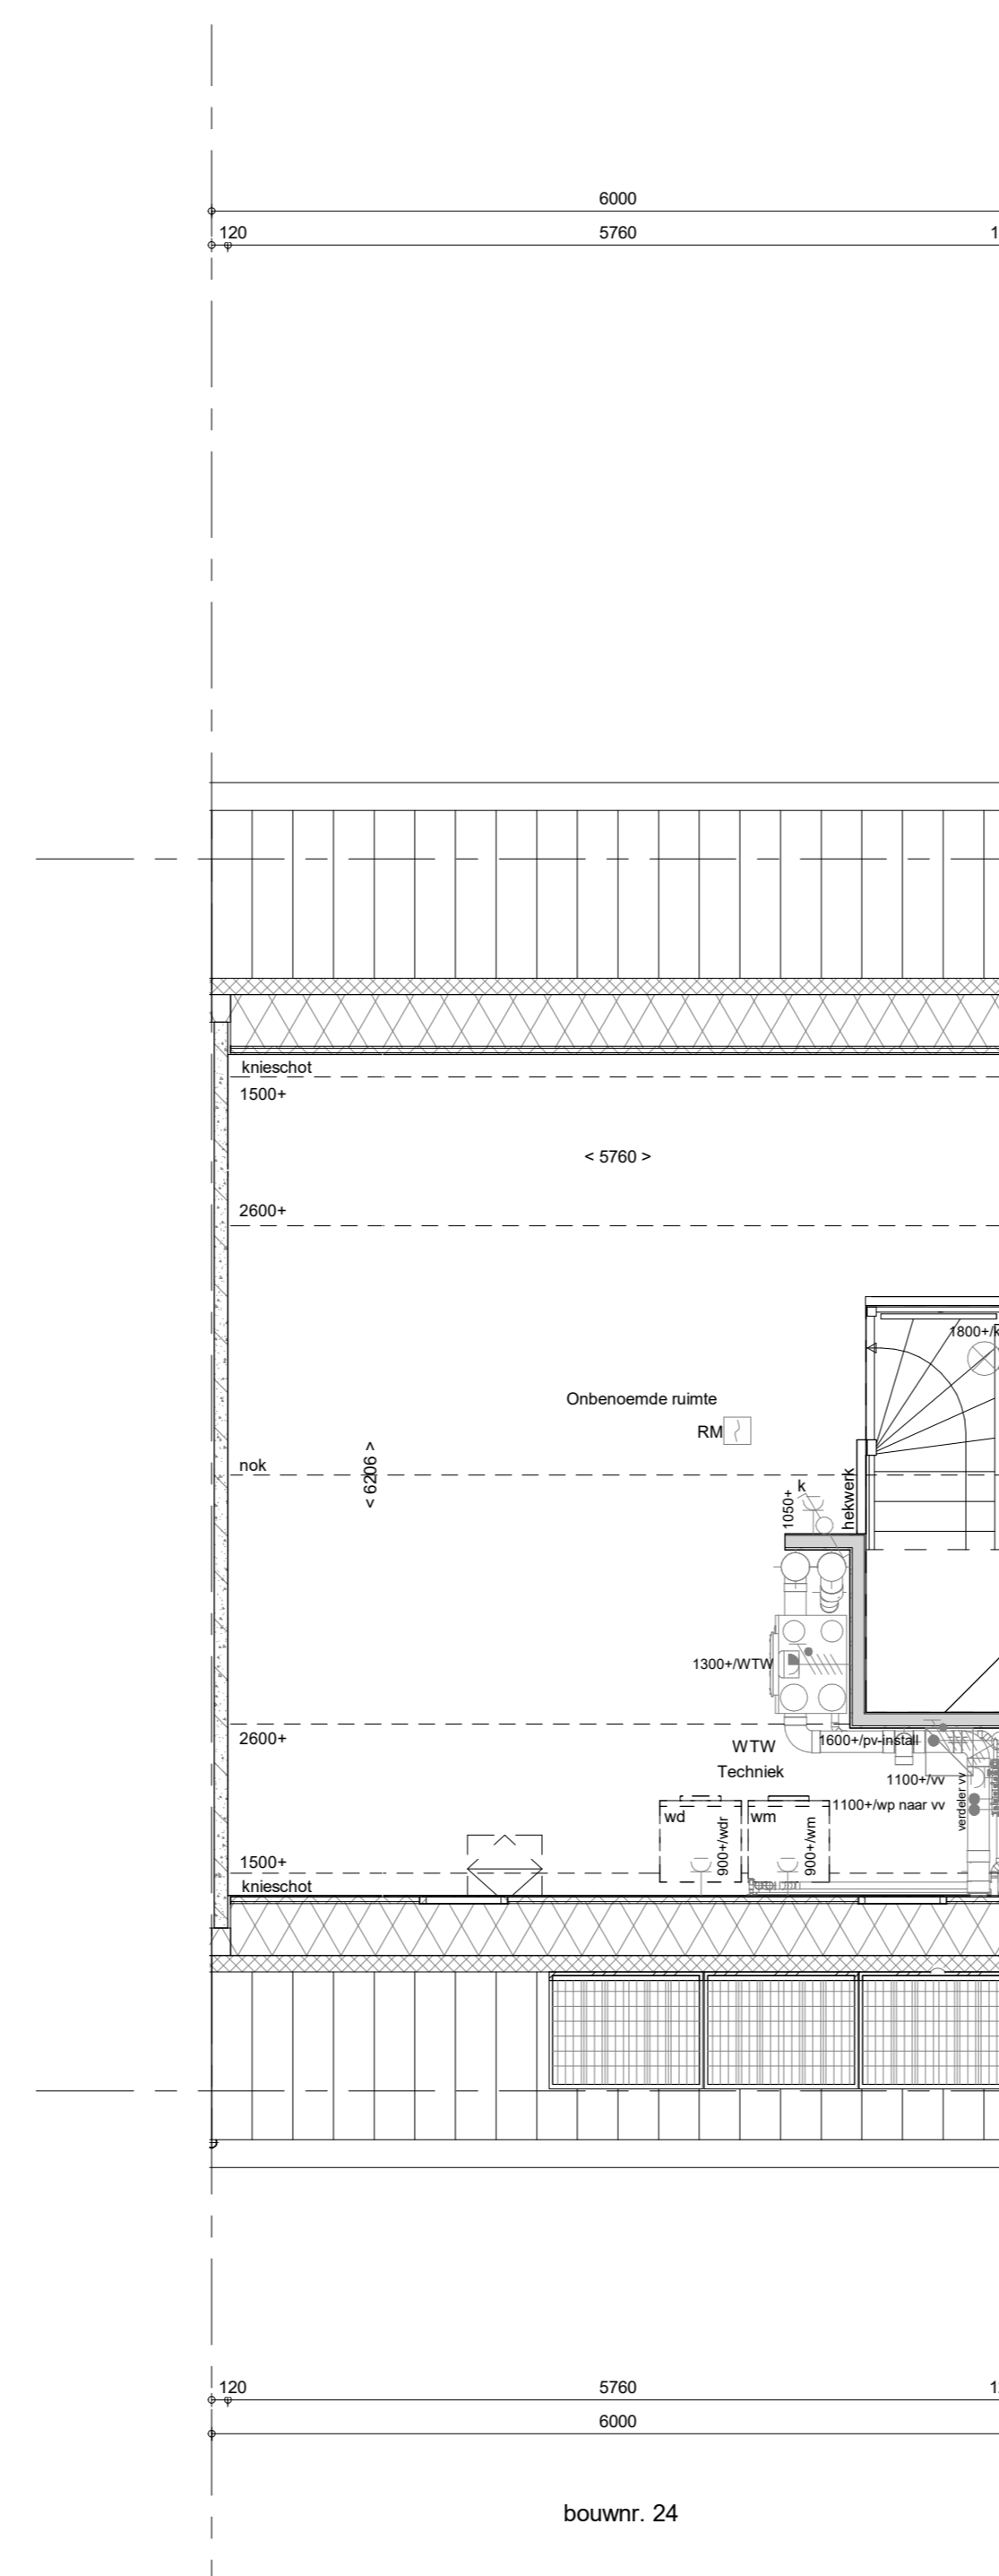 6000
120 5760 1
knieschot
1500+
< 5760 >
2600+
1800+/k
Onbenoemde ruimte
RM
nok
< 6206 >
k
1050+
hekwerk
1300+/WTW
2600+
WTW
1600+/pv-install
Techniek
1100+/vv
1100+/wp naar vv
verdeler vv
wd
900+/wdr
wm
900+/wm
1500+
knieschot
120 5760 12
6000
bouwnr. 24